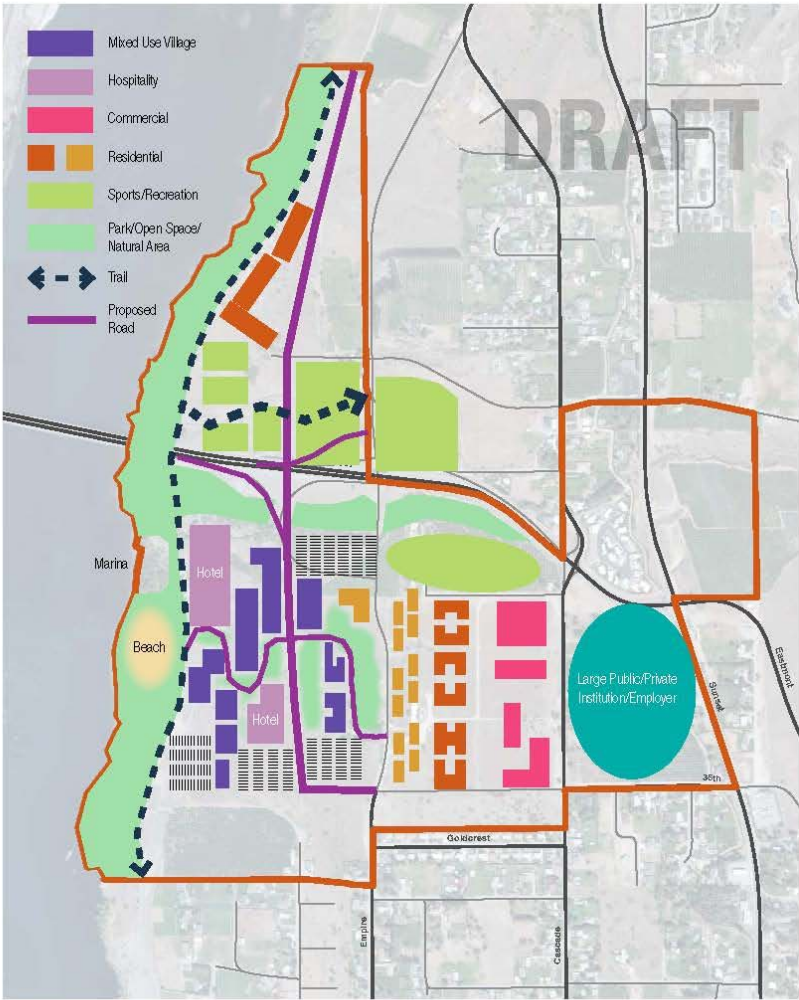 Mixed Use Village
Hospitality
Commercial
Residential
Sports/Recreation
Park/Open Space/
Natural Area
Trail
Proposed
Road
DRAFT
Marina
Hotel
Beach
Hotel
Large Public/Private
Institution/Employer
Sunset
Eastmont
35th
Goldcrest
Empire
Cascade